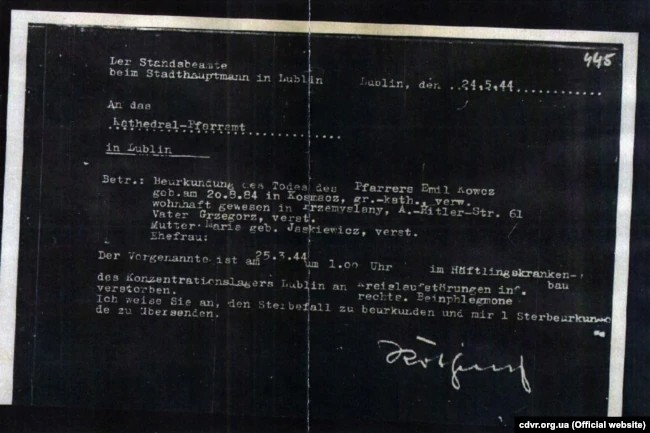 445
Der Standsbeamte
beim Stadthauptmann in Lublin
Lublin, den ..24.5.44............
An das
Kathedral-Pfarramt
in Lublin
Betr.: Beurkundung des Todes des Pfarrers Emil Kowcz
geb.am 20.8.84 in Kosmacz, gr.-kath., verw.
wohnhaft gewesen in Przemyslany, A.-Hitler-Str. 61
Vater Grzegorz, verst.
Mutter Maria geb. Jaskiewicz, verst.
Ehefrau:
Der Vorgenannte ist am 25.3.44 um 1.00 Uhr im Häftlingskranken-
bau
des Konzentrationslagers Lublin an Kreislaufstörungen inf.
verstorben. rechts. Beinphlegmone
Ich weise Sie an, den Sterbefall zu beurkunden und mir 1 Sterbeurkun
de zu übersenden.
cdvr.org.ua (Official website)